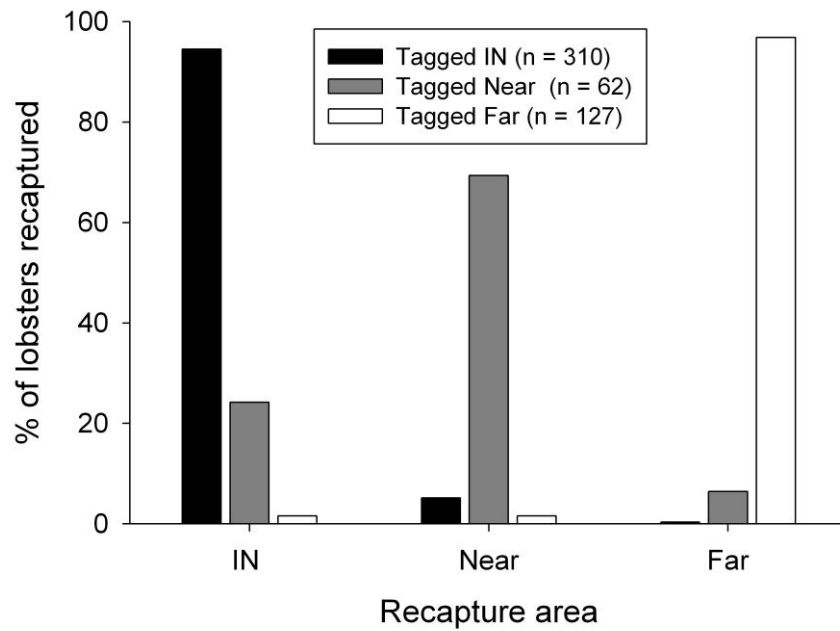 % of lobsters recaptured
100
80
60
40
20
0
Tagged IN (n = 310)
Tagged Near (n = 62)
Tagged Far (n = 127)
IN Near Far
Recapture area